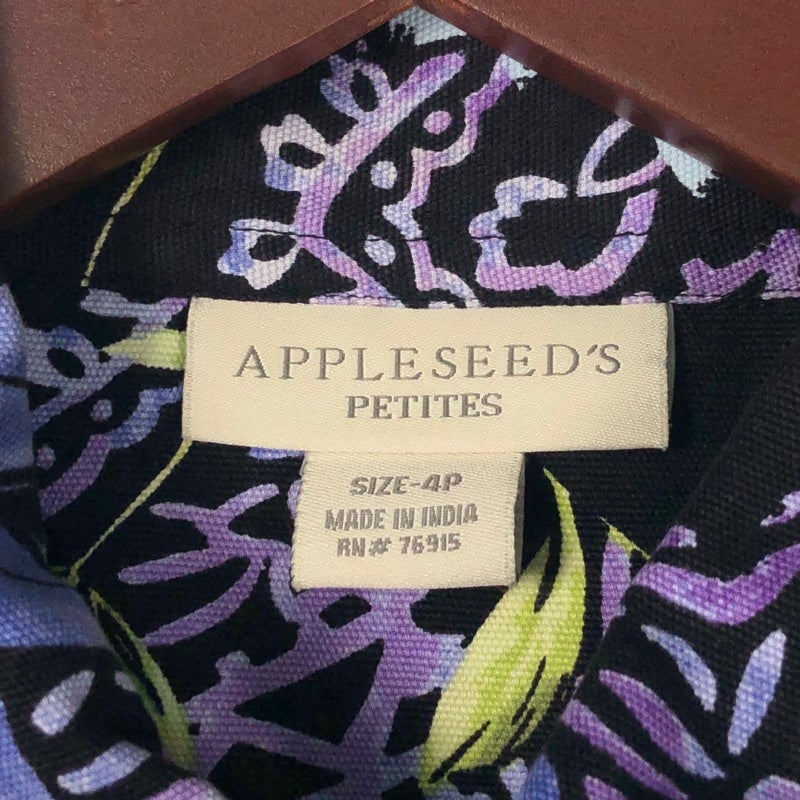 APPLESEED'S
PETITES
SIZE-4P
MADE IN INDIA
RN# 76915